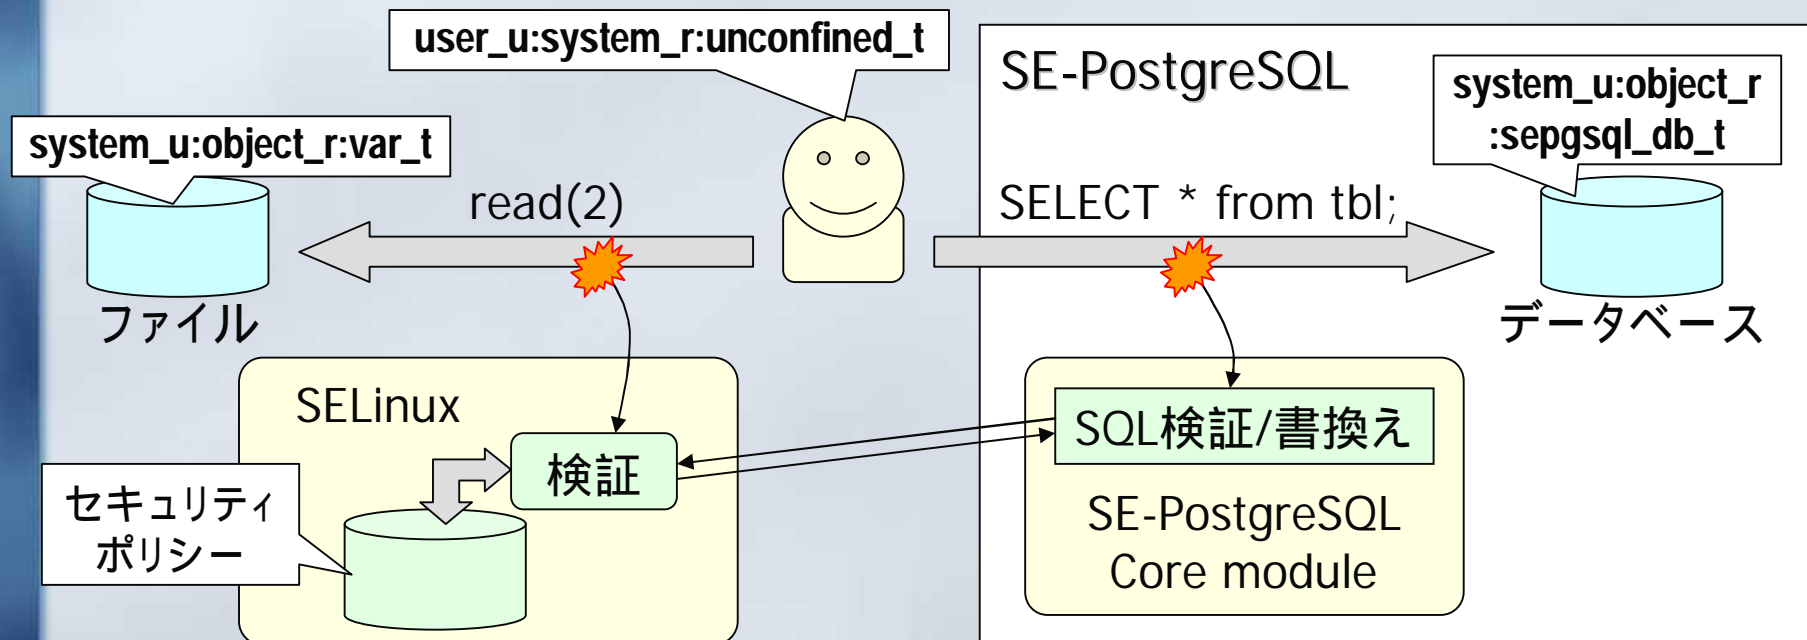 user_u:system_r:unconfined_t
SE-PostgreSQL
system_u:object_r
:sepgsql_db_t
system_u:object_r:var_t
read(2)
SELECT * from tbl;
ファイル
データベース
SELinux
検証
SQL検証/書換え
セキュリティ
ポリシー
SE-PostgreSQL
Core module